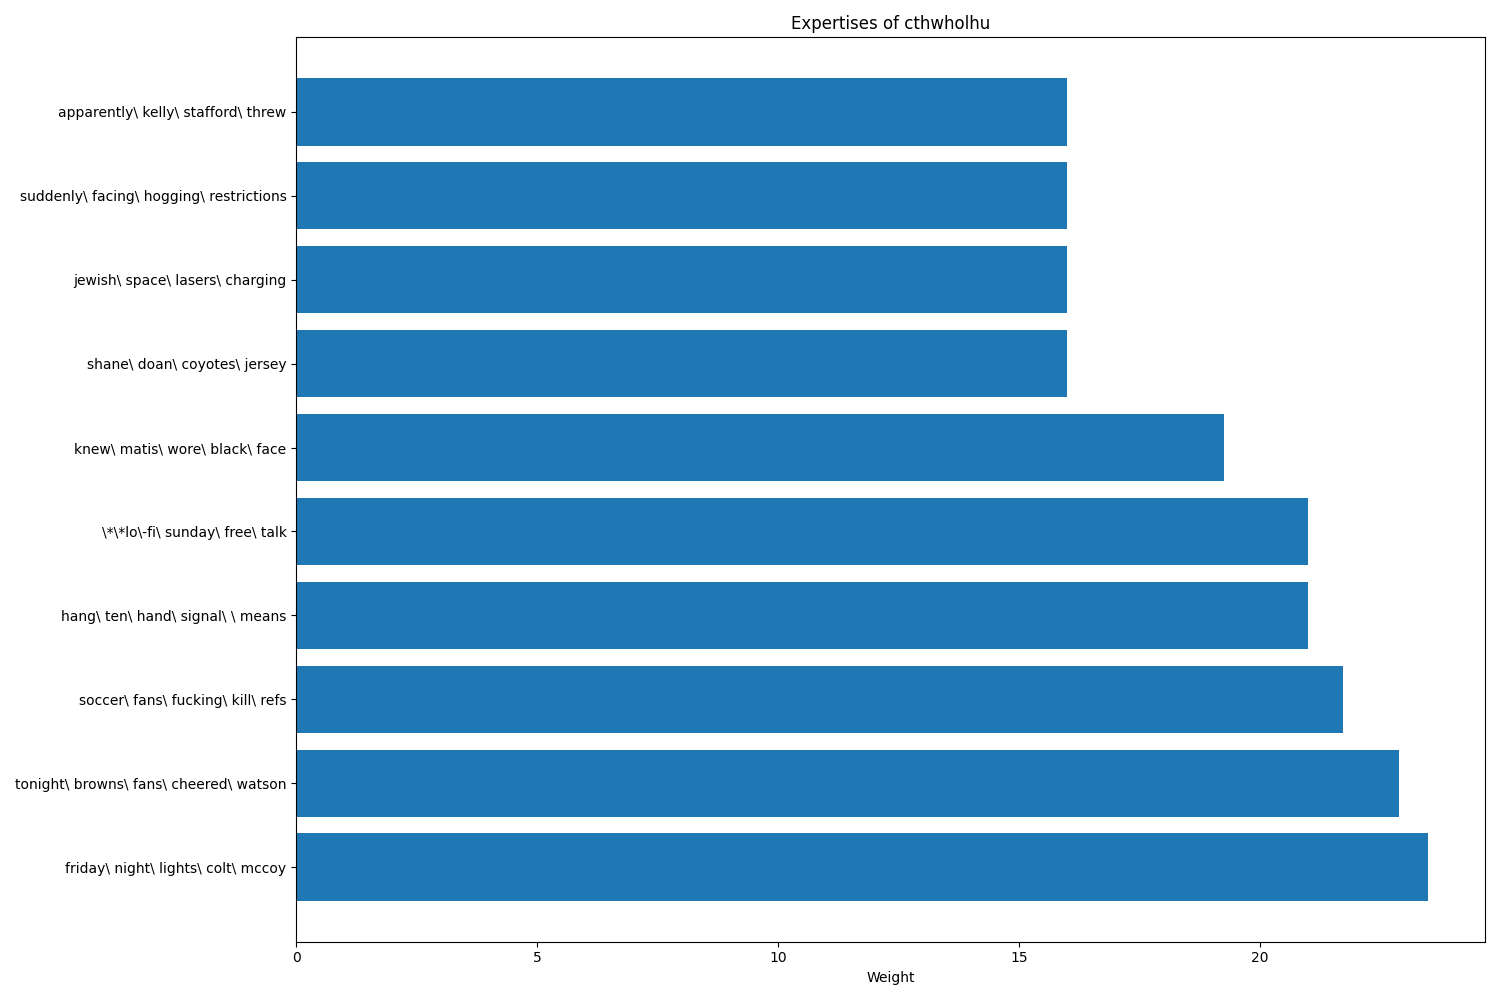 Expertises of cthwholhu
apparently\ kelly\ stafford\ threw
suddenly\ facing\ hogging\ restrictions
jewish\ space\ lasers\ charging
shane\ doan\ coyotes\ jersey
knew\ matis\ wore\ black\ face
\*\*lo\-fi\ sunday\ free\ talk
hang\ ten\ hand\ signal\ \ means
soccer\ fans\ fucking\ kill\ refs
tonight\ browns\ fans\ cheered\ watson
friday\ night\ lights\ colt\ mccoy
0 5 10 15 20
Weight